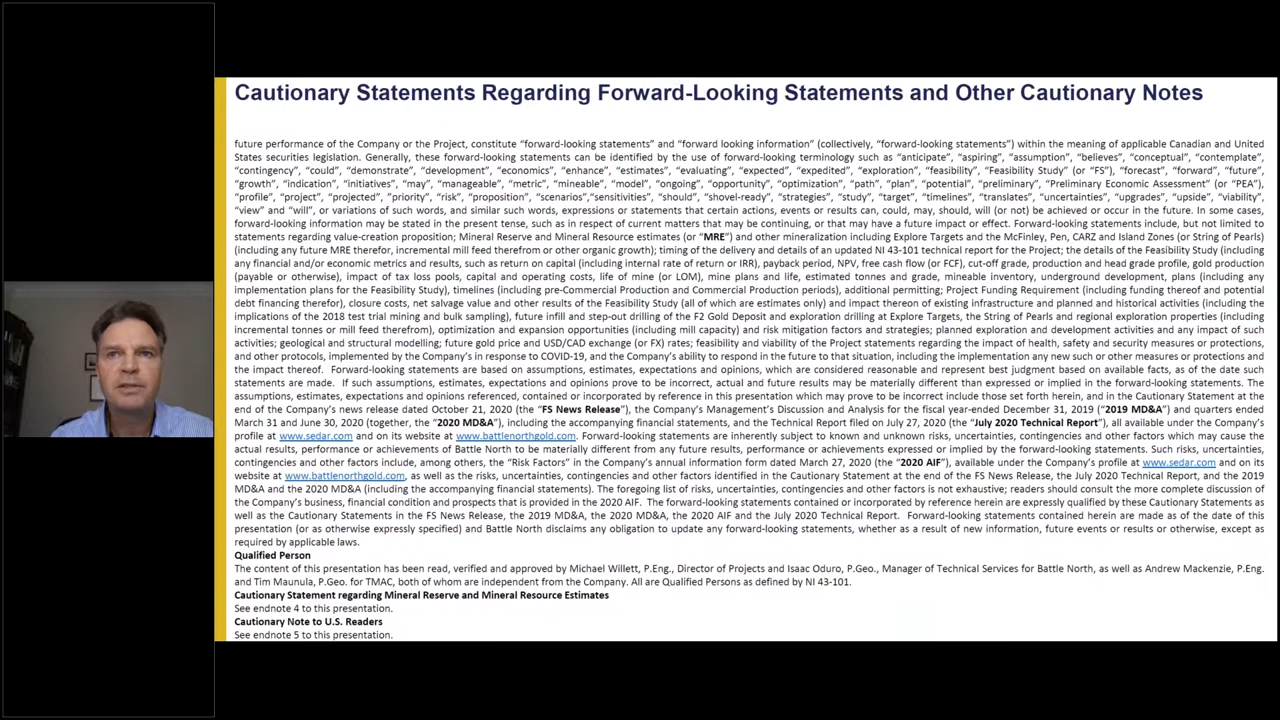 Cautionary Statements Regarding Forward-Looking Statements and Other Cautionary Notes
future performance of the Company or the Project, constitute “forward-looking statements” and “forward looking information” (collectively, “forward-looking statements”) within the meaning of applicable Canadian and United
States securities legislation. Generally, these forward-looking statements can be identified by the use of forward-looking terminology such as “anticipate”, “aspiring”, “assumption”, “believes”, “conceptual”, “contemplate”,
“contingency”, “could”, “demonstrate”, “development”, “economics”, “enhance”, “estimates”, “evaluating”, “expected”, “expedited”, “exploration”, “feasibility”, “Feasibility Study” (or “FS”), “forecast”, “forward”, “future”,
“growth”, “indication”, “initiatives”, “may”, “manageable”, “metric”, “mineable”, “model”, “ongoing”, “opportunity”, “optimization”, “path”, “plan”, “potential”, “preliminary”, “Preliminary Economic Assessment” (or “PEA”),
“profile”, “project”, “projected”, “priority”, “risk”, “proposition”, “scenarios”,“sensitivities”, “should”, “shovel-ready”, “strategies”, “study”, “target”, “timelines”, “translates”, “uncertainties”, “upgrades”, “upside”, “viability”,
“view” and “will”, or variations of such words, and similar such words, expressions or statements that certain actions, events or results can, could, may, should, will (or not) be achieved or occur in the future. In some cases,
forward-looking information may be stated in the present tense, such as in respect of current matters that may be continuing, or that may have a future impact or effect. Forward-looking statements include, but not limited to
statements regarding value-creation proposition; Mineral Reserve and Mineral Resource estimates (or “MRE”) and other mineralization including Explore Targets and the McFinley, Pen, CARZ and Island Zones (or String of Pearls)
(including any future MRE therefor, incremental mill feed therefrom or other organic growth); timing of the delivery and details of an updated NI 43-101 technical report for the Project; the details of the Feasibility Study (including
any financial and/or economic metrics and results, such as return on capital (including internal rate of return or IRR), payback period, NPV, free cash flow (or FCF), cut-off grade, production and head grade profile, gold production
(payable or otherwise), impact of tax loss pools, capital and operating costs, life of mine (or LOM), mine plans and life, estimated tonnes and grade, mineable inventory, underground development, plans (including any
implementation plans for the Feasibility Study), timelines (including pre-Commercial Production and Commercial Production periods), additional permitting; Project Funding Requirement (including funding thereof and potential
debt financing therefor), closure costs, net salvage value and other results of the Feasibility Study (all of which are estimates only) and impact thereon of existing infrastructure and planned and historical activities (including the
implications of the 2018 test trial mining and bulk sampling), future infill and step-out drilling of the F2 Gold Deposit and exploration drilling at Explore Targets, the String of Pearls and regional exploration properties (including
incremental tonnes or mill feed therefrom), optimization and expansion opportunities (including mill capacity) and risk mitigation factors and strategies; planned exploration and development activities and any impact of such
activities; geological and structural modelling; future gold price and USD/CAD exchange (or FX) rates; feasibility and viability of the Project statements regarding the impact of health, safety and security measures or protections,
and other protocols, implemented by the Company’s in response to COVID-19, and the Company’s ability to respond in the future to that situation, including the implementation any new such or other measures or protections and
the impact thereof.  Forward-looking statements are based on assumptions, estimates, expectations and opinions, which are considered reasonable and represent best judgment based on available facts, as of the date such
statements are made.  If such assumptions, estimates, expectations and opinions prove to be incorrect, actual and future results may be materially different than expressed or implied in the forward-looking statements. The
assumptions, estimates, expectations and opinions referenced, contained or incorporated by reference in this presentation which may prove to be incorrect include those set forth herein, and in the Cautionary Statement at the
end of the Company’s news release dated October 21, 2020 (the “FS News Release”), the Company’s Management’s Discussion and Analysis for the fiscal year-ended December 31, 2019 (“2019 MD&A”) and quarters ended
March 31 and June 30, 2020 (together, the “2020 MD&A”), including the accompanying financial statements, and the Technical Report filed on July 27, 2020 (the “July 2020 Technical Report”), all available under the Company’s
profile at www.sedar.com and on its website at www.battlenorthgold.com. Forward-looking statements are inherently subject to known and unknown risks, uncertainties, contingencies and other factors which may cause the
actual results, performance or achievements of Battle North to be materially different from any future results, performance or achievements expressed or implied by the forward-looking statements. Such risks, uncertainties,
contingencies and other factors include, among others, the “Risk Factors” in the Company’s annual information form dated March 27, 2020 (the “2020 AIF”), available under the Company’s profile at www.sedar.com and on its
website at www.battlenorthgold.com, as well as the risks, uncertainties, contingencies and other factors identified in the Cautionary Statement at the end of the FS News Release, the July 2020 Technical Report, and the 2019
MD&A and the 2020 MD&A (including the accompanying financial statements). The foregoing list of risks, uncertainties, contingencies and other factors is not exhaustive; readers should consult the more complete discussion of
the Company’s business, financial condition and prospects that is provided in the 2020 AIF.  The forward-looking statements contained or incorporated by reference herein are expressly qualified by these Cautionary Statements as
well as the Cautionary Statements in the FS News Release, the 2019 MD&A, the 2020 MD&A, the 2020 AIF and the July 2020 Technical Report.  Forward-looking statements contained herein are made as of the date of this
presentation (or as otherwise expressly specified) and Battle North disclaims any obligation to update any forward-looking statements, whether as a result of new information, future events or results or otherwise, except as
required by applicable laws.
Qualified Person
The content of this presentation has been read, verified and approved by Michael Willett, P.Eng., Director of Projects and Isaac Oduro, P.Geo., Manager of Technical Services for Battle North, as well as Andrew Mackenzie, P.Eng.
and Tim Maunula, P.Geo. for TMAC, both of whom are independent from the Company. All are Qualified Persons as defined by NI 43-101.
Cautionary Statement regarding Mineral Reserve and Mineral Resource Estimates
See endnote 4 to this presentation.
Cautionary Note to U.S. Readers
See endnote 5 to this presentation.